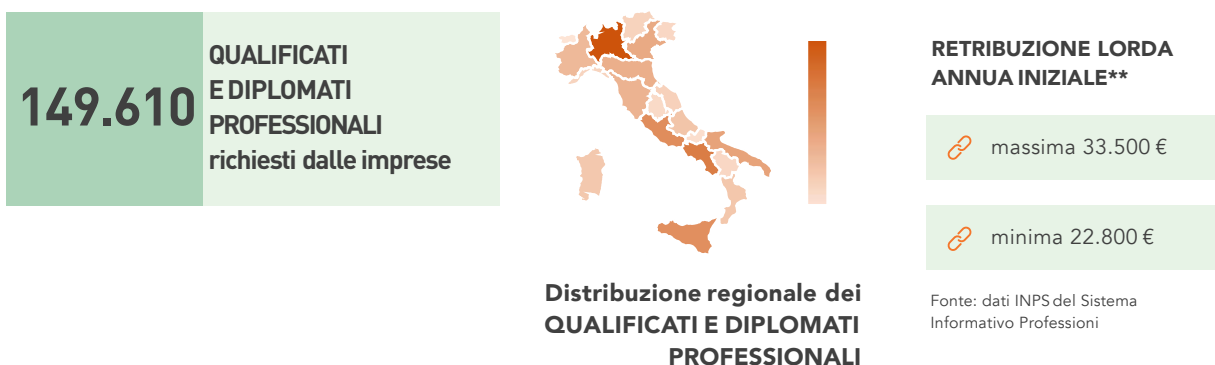 149.610
QUALIFICATI
E DIPLOMATI
PROFESSIONALI
richiesti dalle imprese
Distribuzione regionale dei
QUALIFICATI E DIPLOMATI
PROFESSIONALI
RETRIBUZIONE LORDA
ANNUA INIZIALE**
massima 33.500 €
minima 22.800 €
Fonte: dati INPS del Sistema
Informativo Professioni